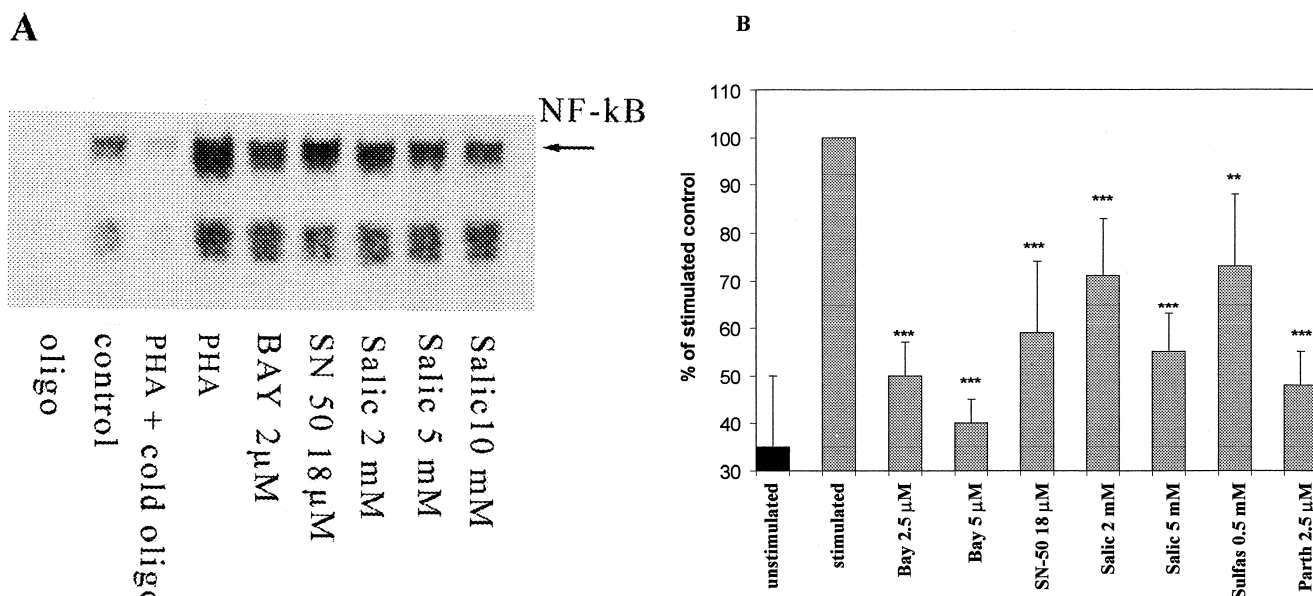 A
NF-kB
oligo
control
PHA + cold oligo
PHA
BAY 2µM
SN 50 18µM
Salic 2 mM
Salic 5 mM
Salic10 mM
B
% of stimulated control
110
100
90
80
70
60
50
40
30
***
***
***
***
***
**
***
unstimulated
stimulated
Bay 2.5 µM
Bay 5 µM
SN-50 18 µM
Salic 2 mM
Salic 5 mM
Sulfas 0.5 mM
Parth 2.5 µM